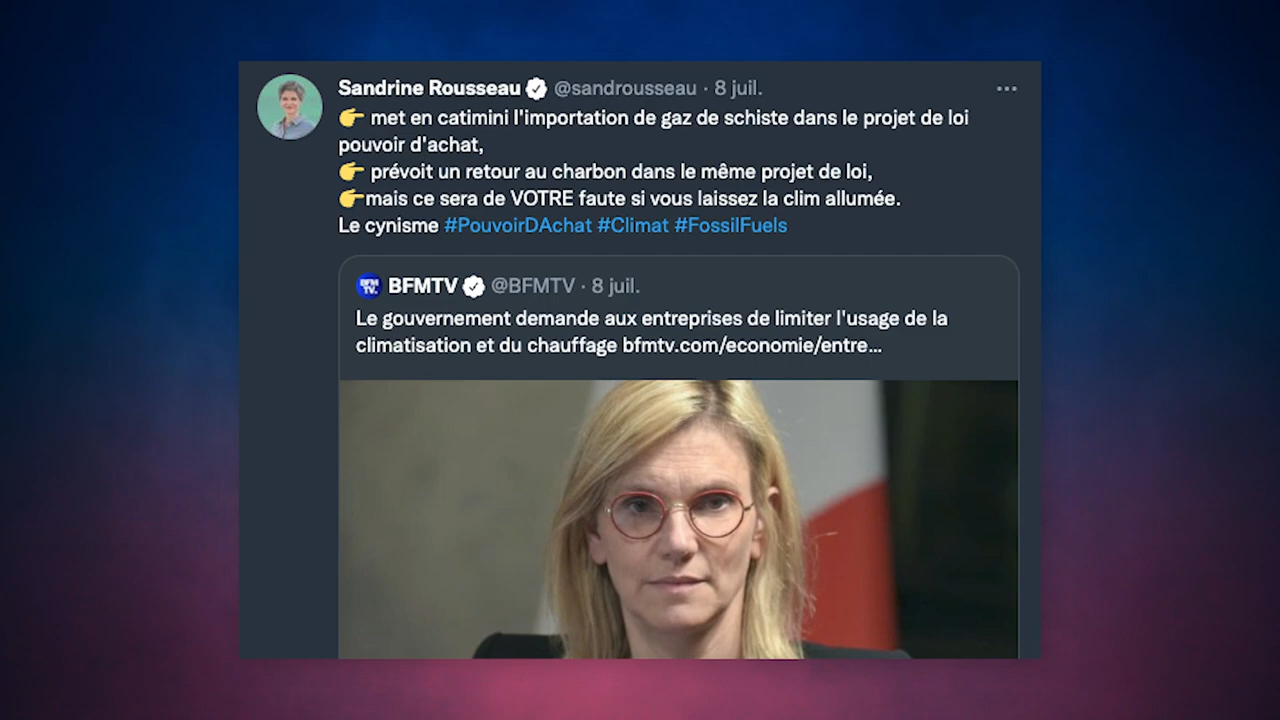 Sandrine Rousseau @sandrousseau · 8 juil.
👉 met en catimini l'importation de gaz de schiste dans le projet de loi
pouvoir d'achat,
👉 prévoit un retour au charbon dans le même projet de loi,
👉mais ce sera de VOTRE faute si vous laissez la clim allumée.
Le cynisme #PouvoirDAchat #Climat #FossilFuels
BFM TV. BFMTV @BFMTV · 8 juil.
Le gouvernement demande aux entreprises de limiter l'usage de la
climatisation et du chauffage bfmtv.com/economie/entre...